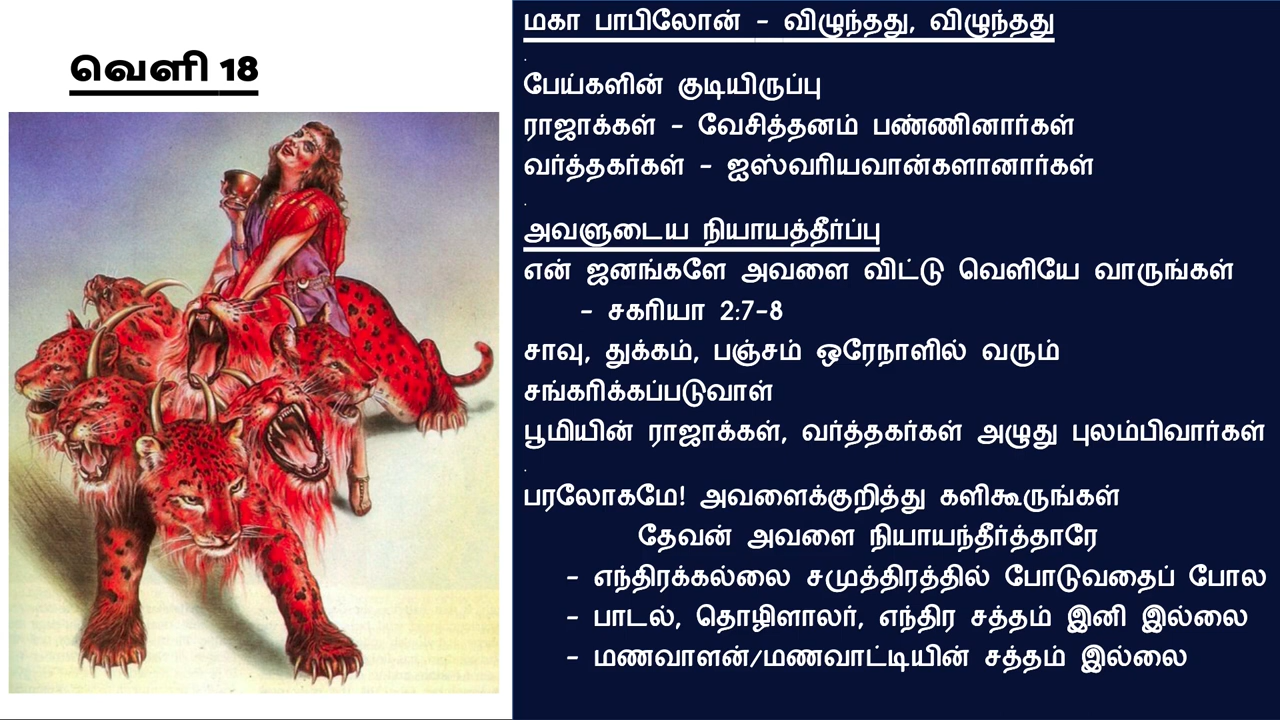 வெளி 18
மகா பாபிலோன் - விழுந்தது, விழுந்தது
.
பேய்களின் குடியிருப்பு
ராஜாக்கள் - வேசித்தனம் பண்ணினார்கள்
வர்த்தகர்கள் - ஐஸ்வரியவான்களானார்கள்
.
அவளுடைய நியாயத்தீர்ப்பு
என் ஜனங்களே அவளை விட்டு வெளியே வாருங்கள்
- சகரியா 2:7-8
சாவு, துக்கம், பஞ்சம் ஒரேநாளில் வரும்
சங்கரிக்கப்படுவாள்
பூமியின் ராஜாக்கள், வர்த்தகர்கள் அழுது புலம்பிவார்கள்
.
பரலோகமே! அவளைக்குறித்து களிகூருங்கள்
தேவன் அவளை நியாயந்தீர்த்தாரே
- எந்திரக்கல்லை சமுத்திரத்தில் போடுவதைப் போல
- பாடல், தொழிளாலர், எந்திர சத்தம் இனி இல்லை
- மணவாளன்/மணவாட்டியின் சத்தம் இல்லை